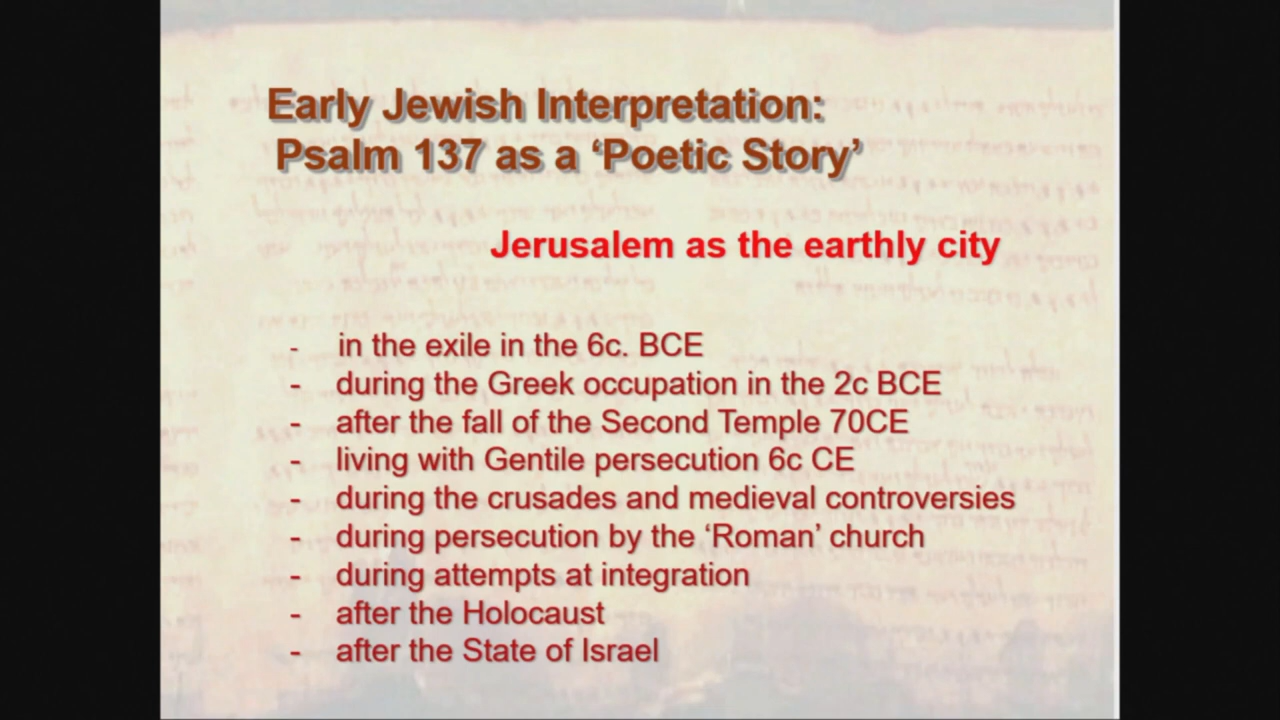 Early Jewish Interpretation:
Psalm 137 as a ‘Poetic Story’
Jerusalem as the earthly city
- in the exile in the 6c. BCE
- during the Greek occupation in the 2c BCE
- after the fall of the Second Temple 70CE
- living with Gentile persecution 6c CE
- during the crusades and medieval controversies
- during persecution by the ‘Roman’ church
- during attempts at integration
- after the Holocaust
- after the State of Israel